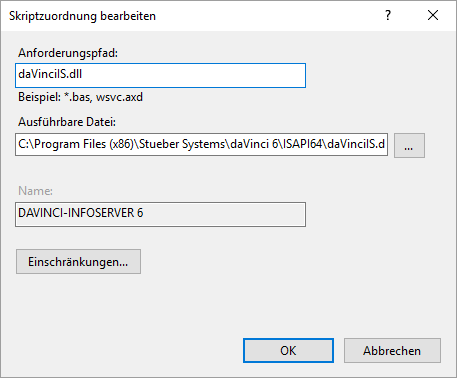 Skriptzuordnung bearbeiten
Anforderungspfad:
daVinciIS.dll
Beispiel: *.bas, wsvc.axd
Ausführbare Datei:
C:\Program Files (x86)\Stueber Systems\daVinci 6\ISAPI64\daVinciIS.d
...
Name:
DAVINCI-INFOSERVER 6
Einschränkungen...
OK
Abbrechen